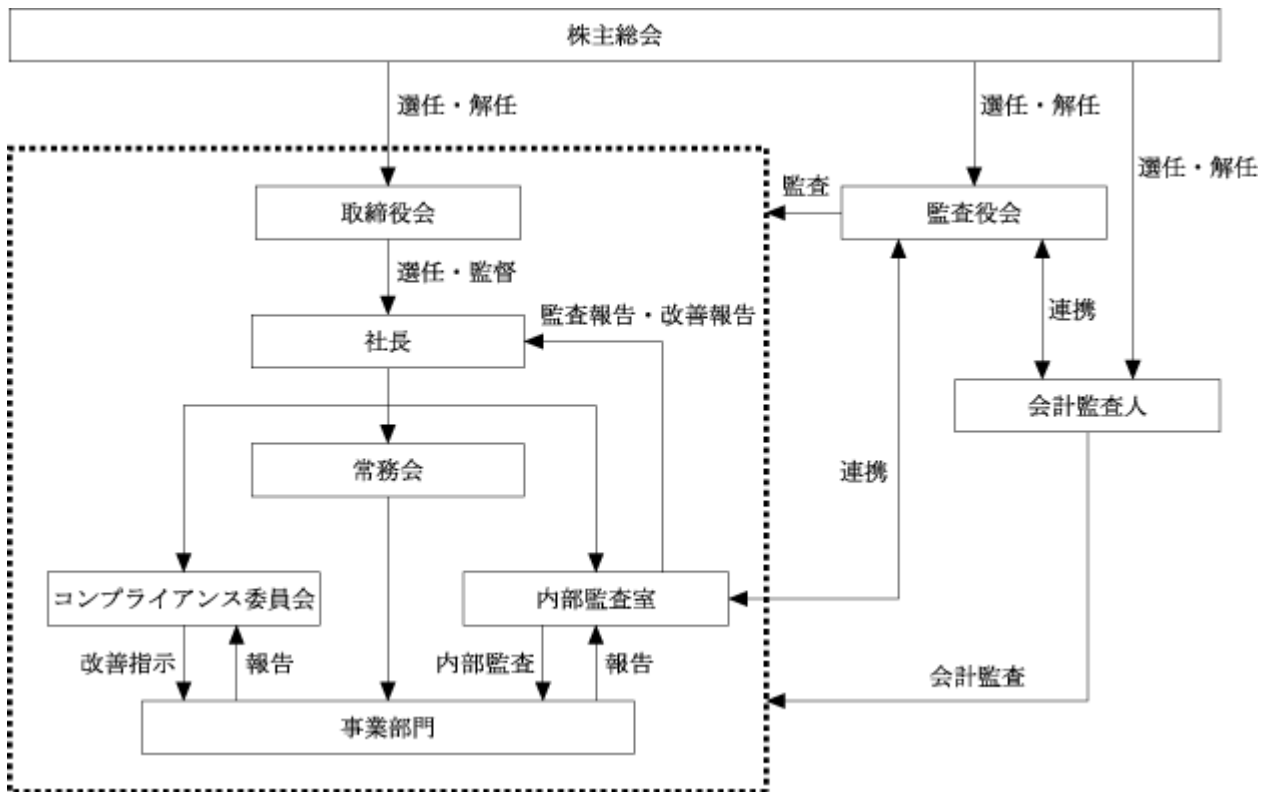 株主総会
選任・解任
選任・解任
選任・解任
取締役会
監査
監査役会
選任・監督
監査報告・改善報告
連携
社長
会計監査人
常務会
連携
コンプライアンス委員会
内部監査室
改善指示
報告
内部監査
報告
会計監査
事業部門